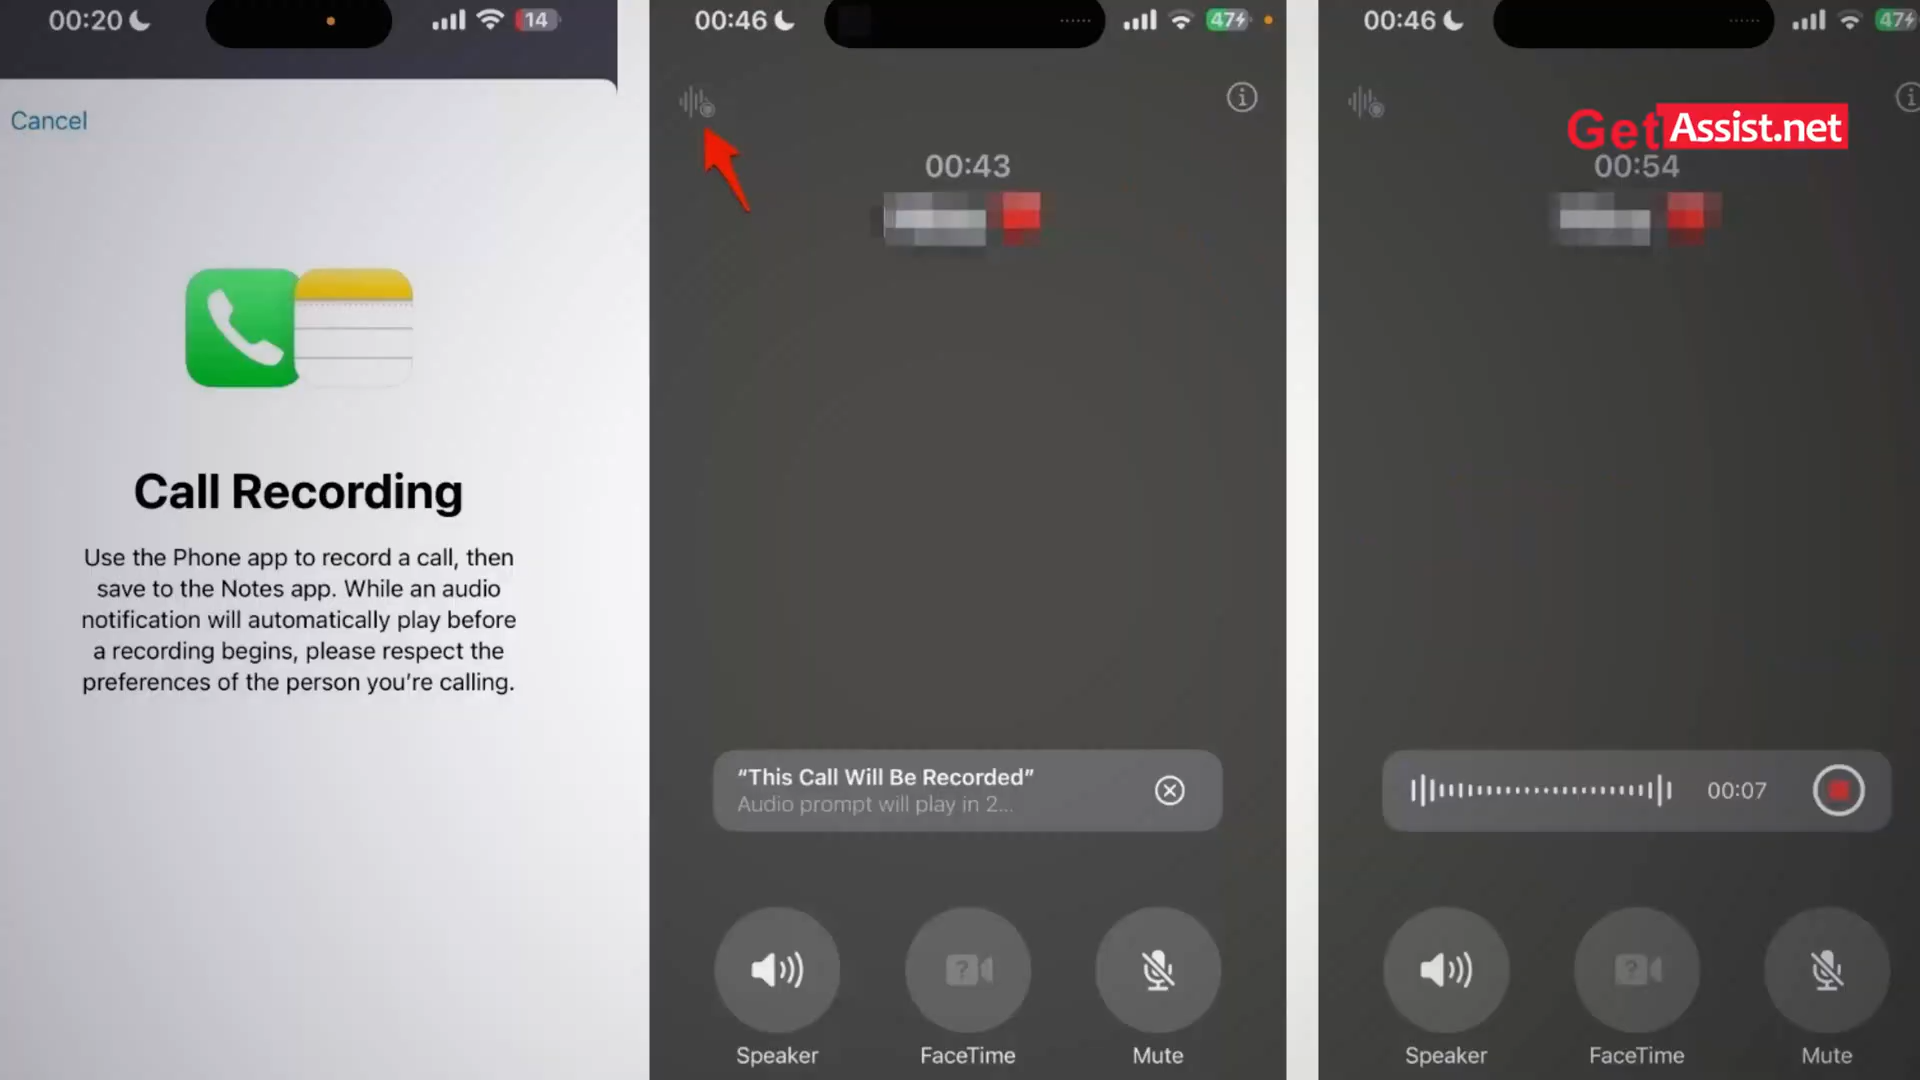 00:20
14
Cancel
Call Recording
Use the Phone app to record a call, then
save to the Notes app. While an audio
notification will automatically play before
a recording begins, please respect the
preferences of the person you’re calling.
00:46
47
00:43
“This Call Will Be Recorded”
Audio prompt will play in 2...
?
Speaker
FaceTime
Mute
00:46
47
GetAssist.net
00:54
00:07
?
Speaker
FaceTime
Mute